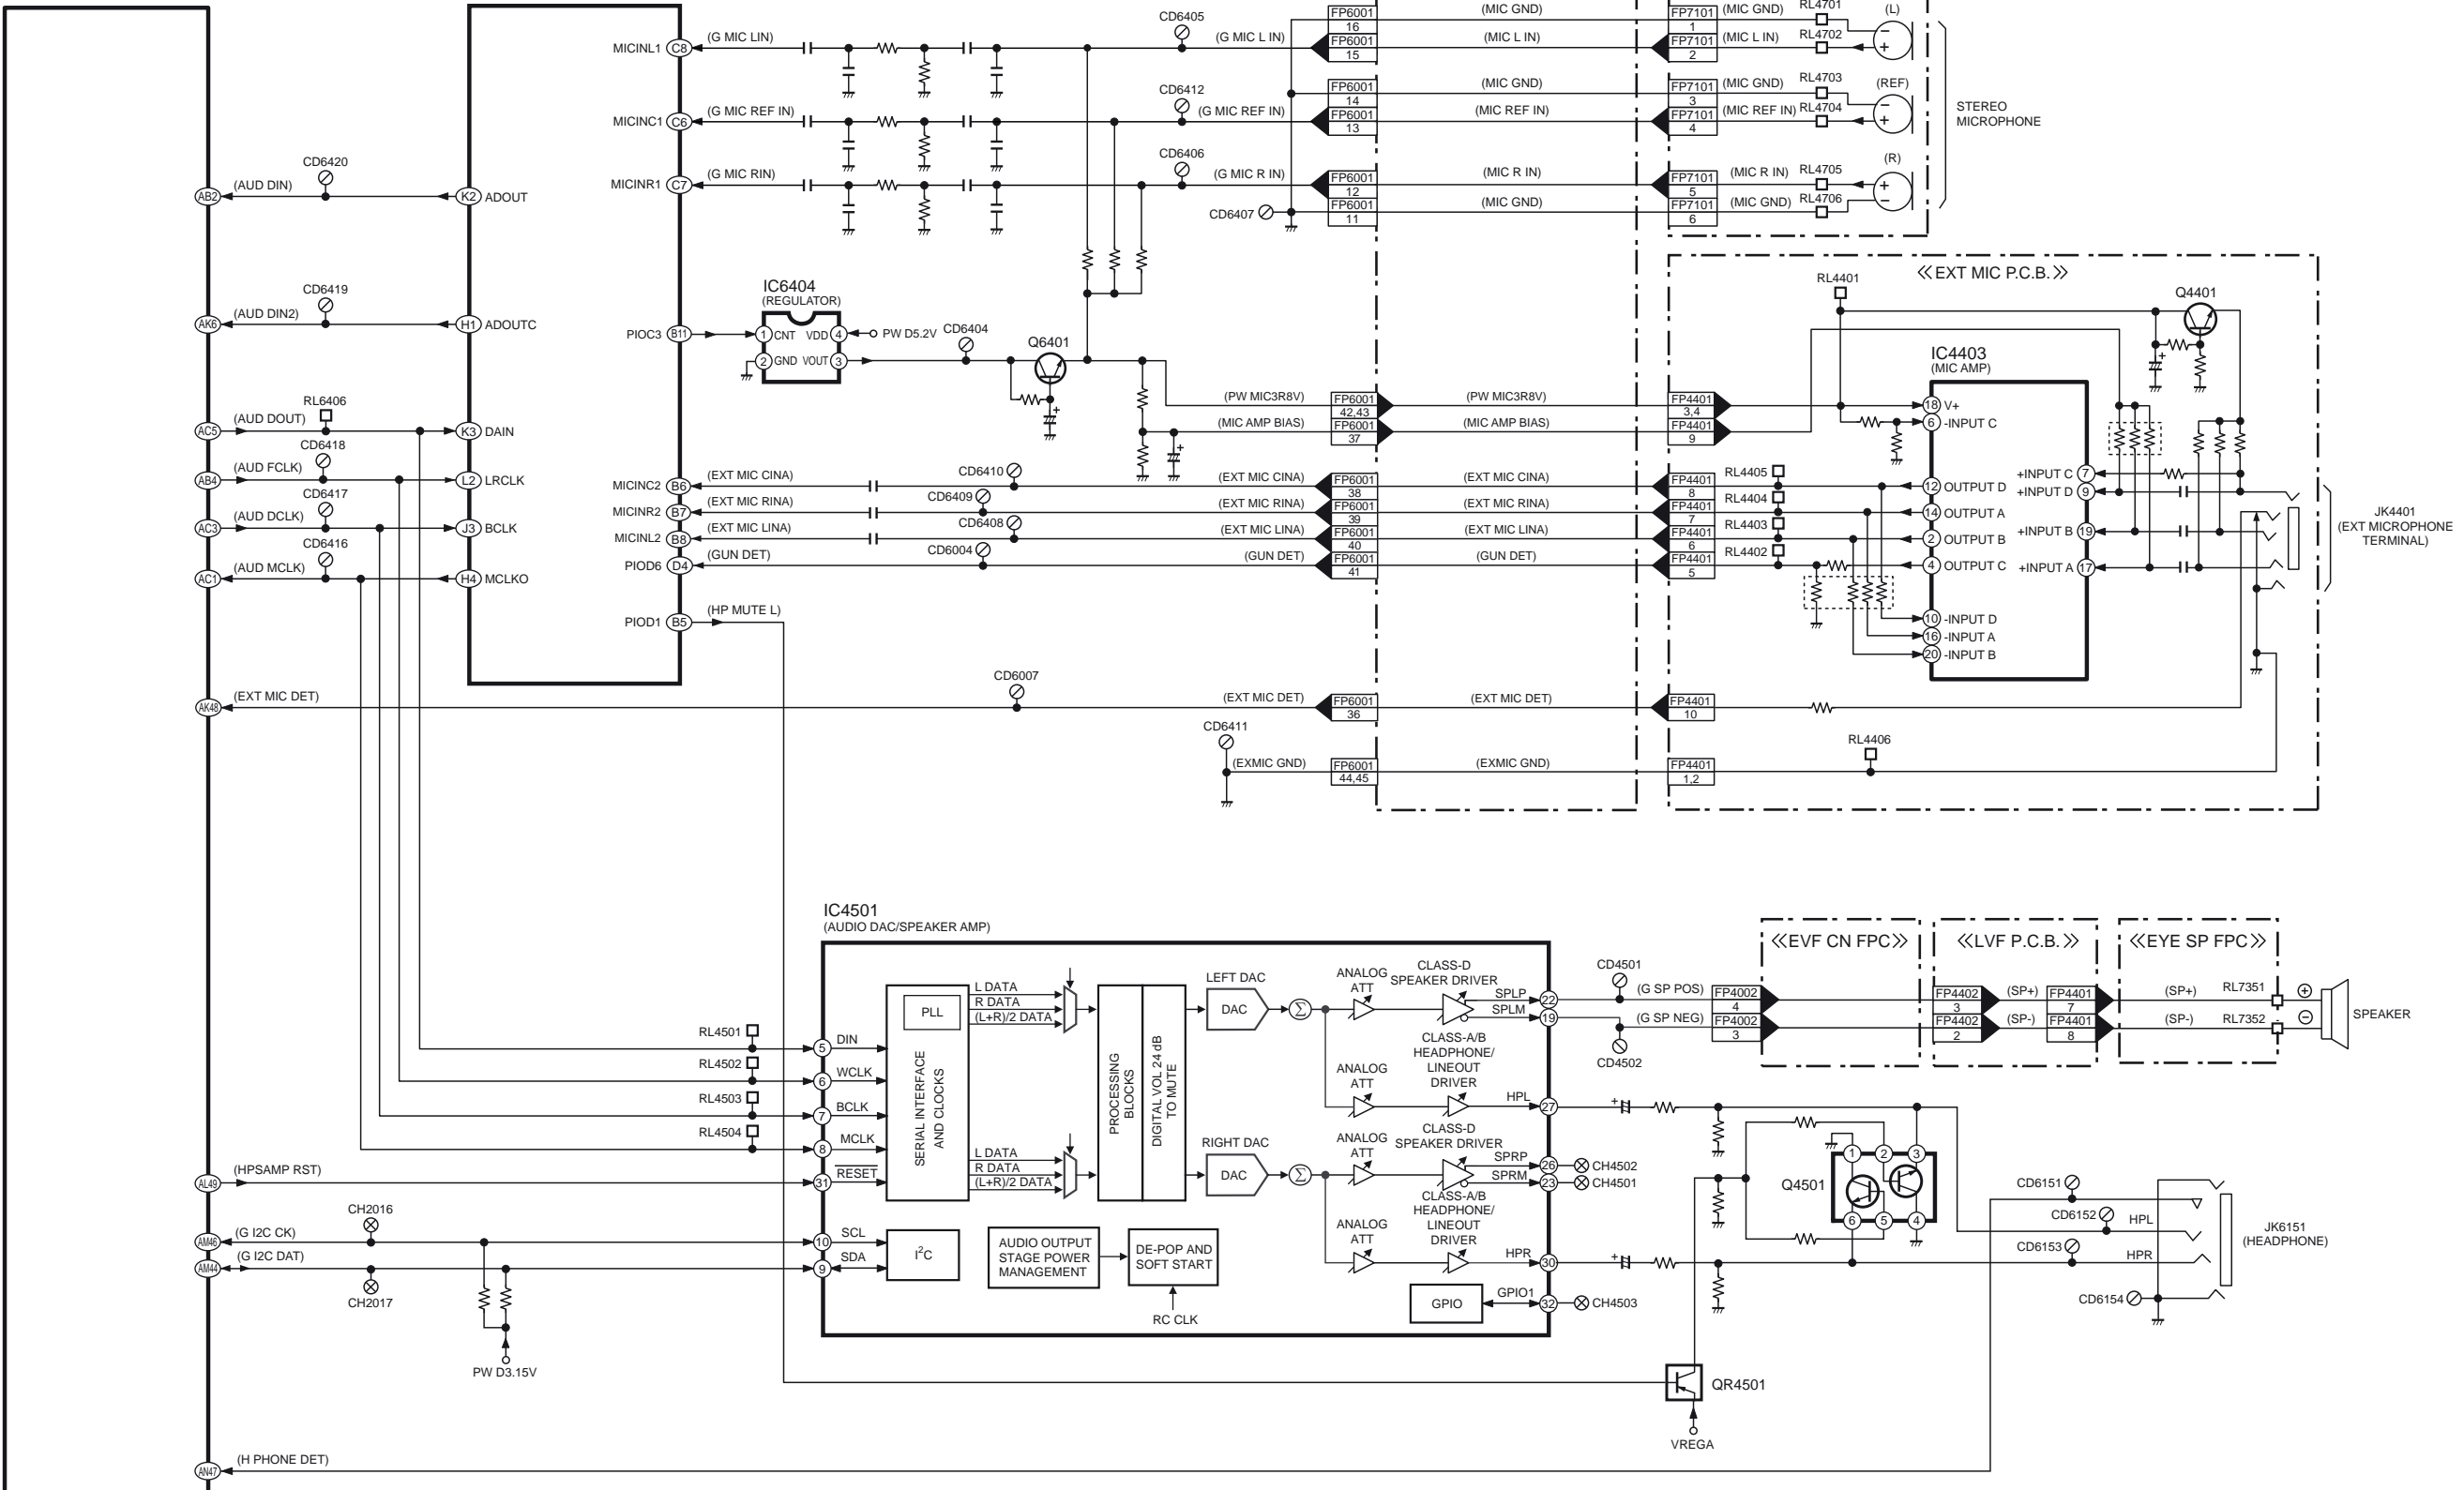 CD6405
FP6001
16
(MIC GND)
FP7101
1
(MIC GND)
RL4701
(L)
MICINL1
C8
(G MIC LIN)
(G MIC L IN)
FP6001
15
(MIC L IN)
FP7101
2
(MIC L IN)
RL4702
CD6412
FP6001
14
(MIC GND)
FP7101
3
(MIC GND)
RL4703
(REF)
MICINC1
C6
(G MIC REF IN)
(G MIC REF IN)
FP6001
13
(MIC REF IN)
FP7101
4
(MIC REF IN)
RL4704
STEREO
MICROPHONE
CD6406
(R)
MICINR1
C7
(G MIC RIN)
(G MIC R IN)
FP6001
12
(MIC R IN)
FP7101
5
(MIC R IN)
RL4705
CD6407
FP6001
11
(MIC GND)
FP7101
6
(MIC GND)
RL4706
CD6420
AB2
(AUD DIN)
K2
ADOUT
CD6419
AK6
(AUD DIN2)
H1
ADOUTC
PIOC3
B11
IC6404
(REGULATOR)
1
CNT
VDD
4
PW D5.2V
2
GND
VOUT
3
CD6404
Q6401
≪EXT MIC P.C.B.≫
RL4401
Q4401
IC4403
(MIC AMP)
RL6406
AC5
(AUD DOUT)
K3
DAIN
CD6418
AB4
(AUD FCLK)
L2
LRCLK
CD6417
AC3
(AUD DCLK)
J3
BCLK
CD6416
AC1
(AUD MCLK)
H4
MCLKO
(PW MIC3R8V)
FP6001
42,43
(PW MIC3R8V)
FP4401
3,4
(MIC AMP BIAS)
FP6001
37
(MIC AMP BIAS)
FP4401
9
18
V+
6
-INPUT C
+INPUT C
7
+INPUT D
9
+INPUT B
19
+INPUT A
17
MICINC2
B6
(EXT MIC CINA)
CD6410
(EXT MIC CINA)
FP6001
38
(EXT MIC CINA)
FP4401
8
RL4405
12
OUTPUT D
MICINR2
B7
(EXT MIC RINA)
CD6409
(EXT MIC RINA)
FP6001
39
(EXT MIC RINA)
FP4401
7
RL4404
14
OUTPUT A
MICINL2
B8
(EXT MIC LINA)
CD6408
(EXT MIC LINA)
FP6001
40
(EXT MIC LINA)
FP4401
6
RL4403
2
OUTPUT B
PIOD6
D4
(GUN DET)
CD6004
(GUN DET)
FP6001
41
(GUN DET)
FP4401
5
RL4402
4
OUTPUT C
JK4401
(EXT MICROPHONE
TERMINAL)
PIOD1
B5
(HP MUTE L)
10
-INPUT D
16
-INPUT A
20
-INPUT B
AK48
(EXT MIC DET)
CD6007
(EXT MIC DET)
FP6001
36
(EXT MIC DET)
FP4401
10
CD6411
(EXMIC GND)
FP6001
44,45
(EXMIC GND)
FP4401
1,2
RL4406
IC4501
(AUDIO DAC/SPEAKER AMP)
RL4501
5
DIN
RL4502
6
WCLK
RL4503
7
BCLK
RL4504
8
MCLK
AL49
(HPSAMP RST)
31
RESET
PLL
SERIAL INTERFACE
AND CLOCKS
L DATA
R DATA
(L+R)/2 DATA
L DATA
R DATA
(L+R)/2 DATA
PROCESSING
BLOCKS
DIGITAL VOL 24 dB
TO MUTE
LEFT DAC
DAC
Σ
RIGHT DAC
DAC
Σ
ANALOG
ATT
CLASS-D
SPEAKER DRIVER
SPLP
22
SPLM
19
ANALOG
ATT
CLASS-A/B
HEADPHONE/
LINEOUT
DRIVER
HPL
27
ANALOG
ATT
CLASS-D
SPEAKER DRIVER
SPRP
26
CH4502
SPRM
23
CH4501
ANALOG
ATT
CLASS-A/B
HEADPHONE/
LINEOUT
DRIVER
HPR
30
GPIO
GPIO1
32
CH4503
CH2016
AM46
(G I2C CK)
10
SCL
AM44
(G I2C DAT)
9
SDA
I2C
CH2017
PW D3.15V
AUDIO OUTPUT
STAGE POWER
MANAGEMENT
DE-POP AND
SOFT START
RC CLK
CD4501
(G SP POS)
FP4002
4
(G SP NEG)
FP4002
3
CD4502
≪EVF CN FPC≫
≪LVF P.C.B.≫
≪EYE SP FPC≫
FP4402
3
(SP+)
FP4401
7
(SP+)
RL7351
FP4402
2
(SP-)
FP4401
8
(SP-)
RL7352
SPEAKER
Q4501
1
2
3
6
5
4
CD6151
CD6152
HPL
CD6153
HPR
CD6154
JK6151
(HEADPHONE)
QR4501
VREGA
AN47
(H PHONE DET)